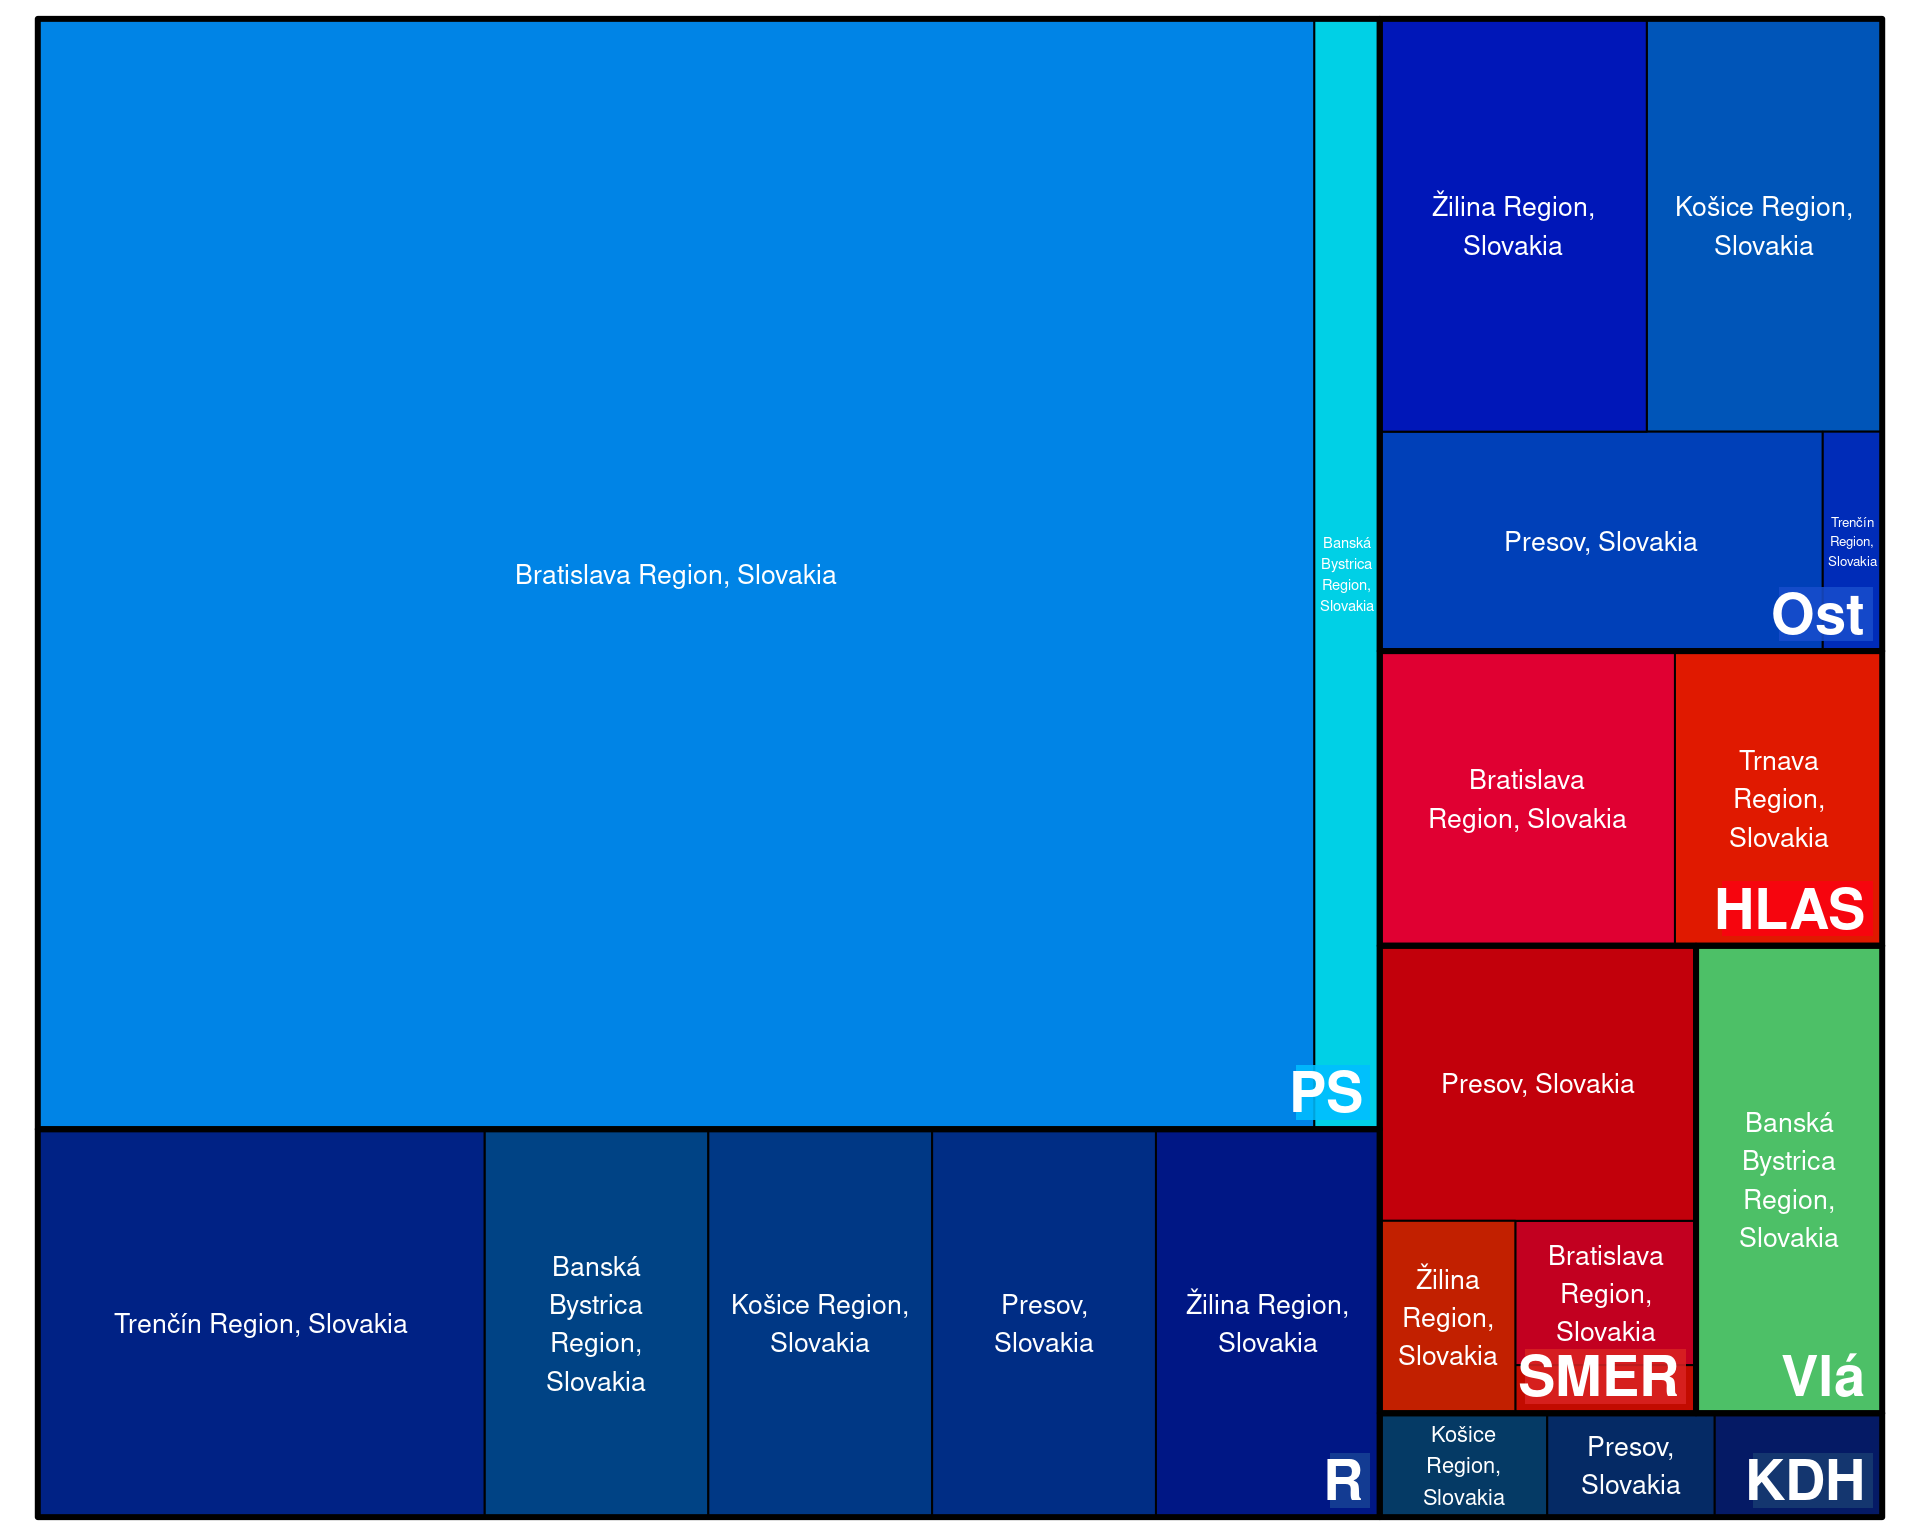 Bratislava Region, Slovakia
Banská
Bystrica
Region,
Slovakia
PS
Trenčín Region, Slovakia
Banská
Bystrica
Region,
Slovakia
Košice Region,
Slovakia
Presov,
Slovakia
Žilina Region,
Slovakia
R
Žilina Region,
Slovakia
Košice Region,
Slovakia
Presov, Slovakia
Trenčín
Region,
Slovakia
Ost
Bratislava
Region, Slovakia
Trnava
Region,
Slovakia
HLAS
Presov, Slovakia
Žilina
Region,
Slovakia
Bratislava
Region,
Slovakia
SMER
Banská
Bystrica
Region,
Slovakia
Vlá
Košice
Region,
Slovakia
Presov,
Slovakia
KDH